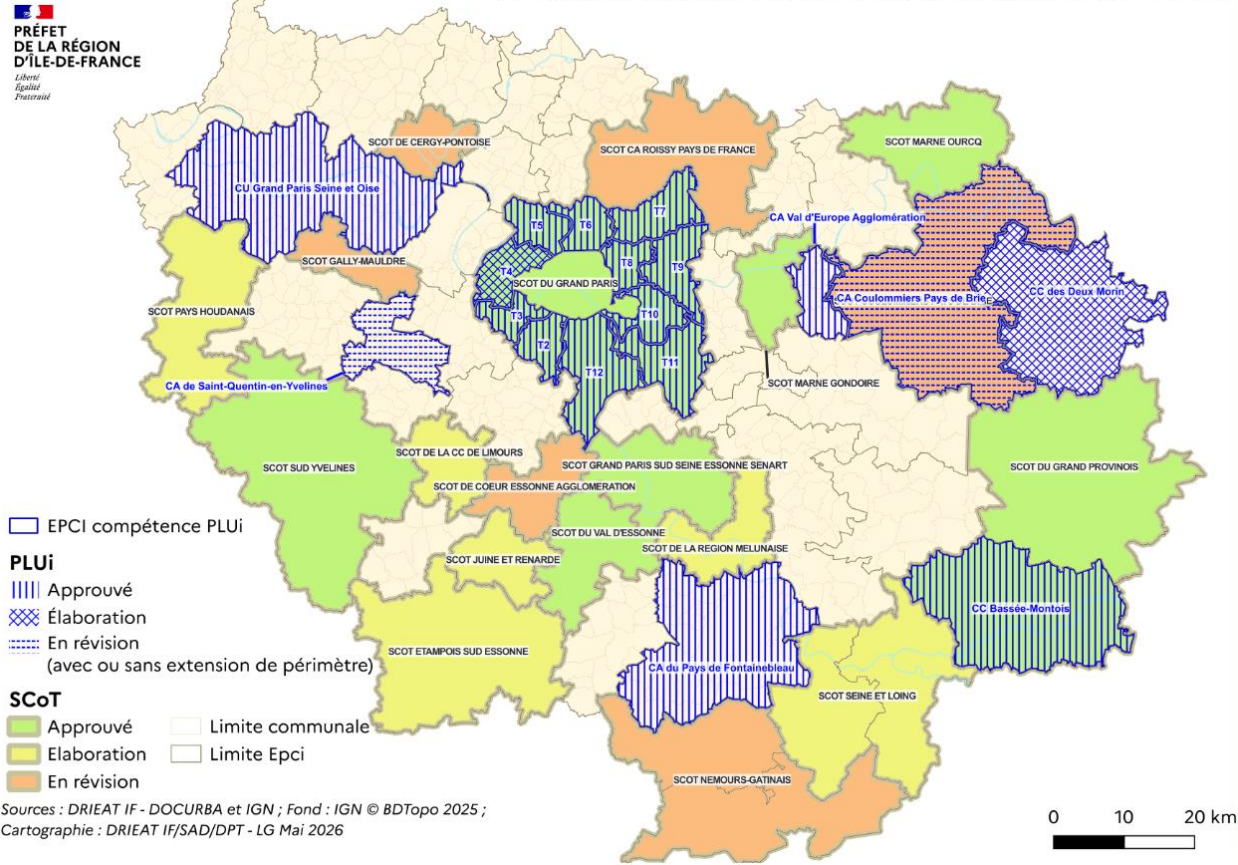 PRÉFET
DE LA RÉGION
D'ÎLE-DE-FRANCE
Liberté
Égalité
Fraternité
SCOT DE CERGY-PONTOISE
SCOT CA ROISSY PAYS DE FRANCE
SCOT MARNE OURCQ
CU Grand Paris Seine et Oise
T5
T6
T7
CA Val d'Europe Agglomération
SCOT GALLY-MAULDRE
T4
T8
T9
SCOT DU GRAND PARIS
CA Coulommiers Pays de Brie
CC des Deux Morin
SCOT PAYS HOUDANAIS
T3
T10
T2
T12
T11
CA de Saint-Quentin-en-Yvelines
SCOT MARNE GONDOIRE
SCOT SUD YVELINES
SCOT DE LA CC DE LIMOURS
SCOT GRAND PARIS SUD SEINE ESSONNE SENART
SCOT DU GRAND PROVINOIS
SCOT DE COEUR ESSONNE AGGLOMERATION
SCOT DU VAL D'ESSONNE
SCOT DE LA REGION MELUNAISE
SCOT JUINE ET RENARDE
CC Bassée-Montois
SCOT ETAMPOIS SUD ESSONNE
CA du Pays de Fontainebleau
SCOT SEINE ET LOING
SCOT NEMOURS-GATINAIS
EPCI compétence PLUi
PLUi
Approuvé
Élaboration
En révision
(avec ou sans extension de périmètre)
SCoT
Approuvé
Limite communale
Elaboration
Limite Epci
En révision
Sources : DRIEAT IF - DOCURBA et IGN ; Fond : IGN © BDTopo 2025 ;
Cartographie : DRIEAT IF/SAD/DPT - LG Mai 2026
0 10 20 km